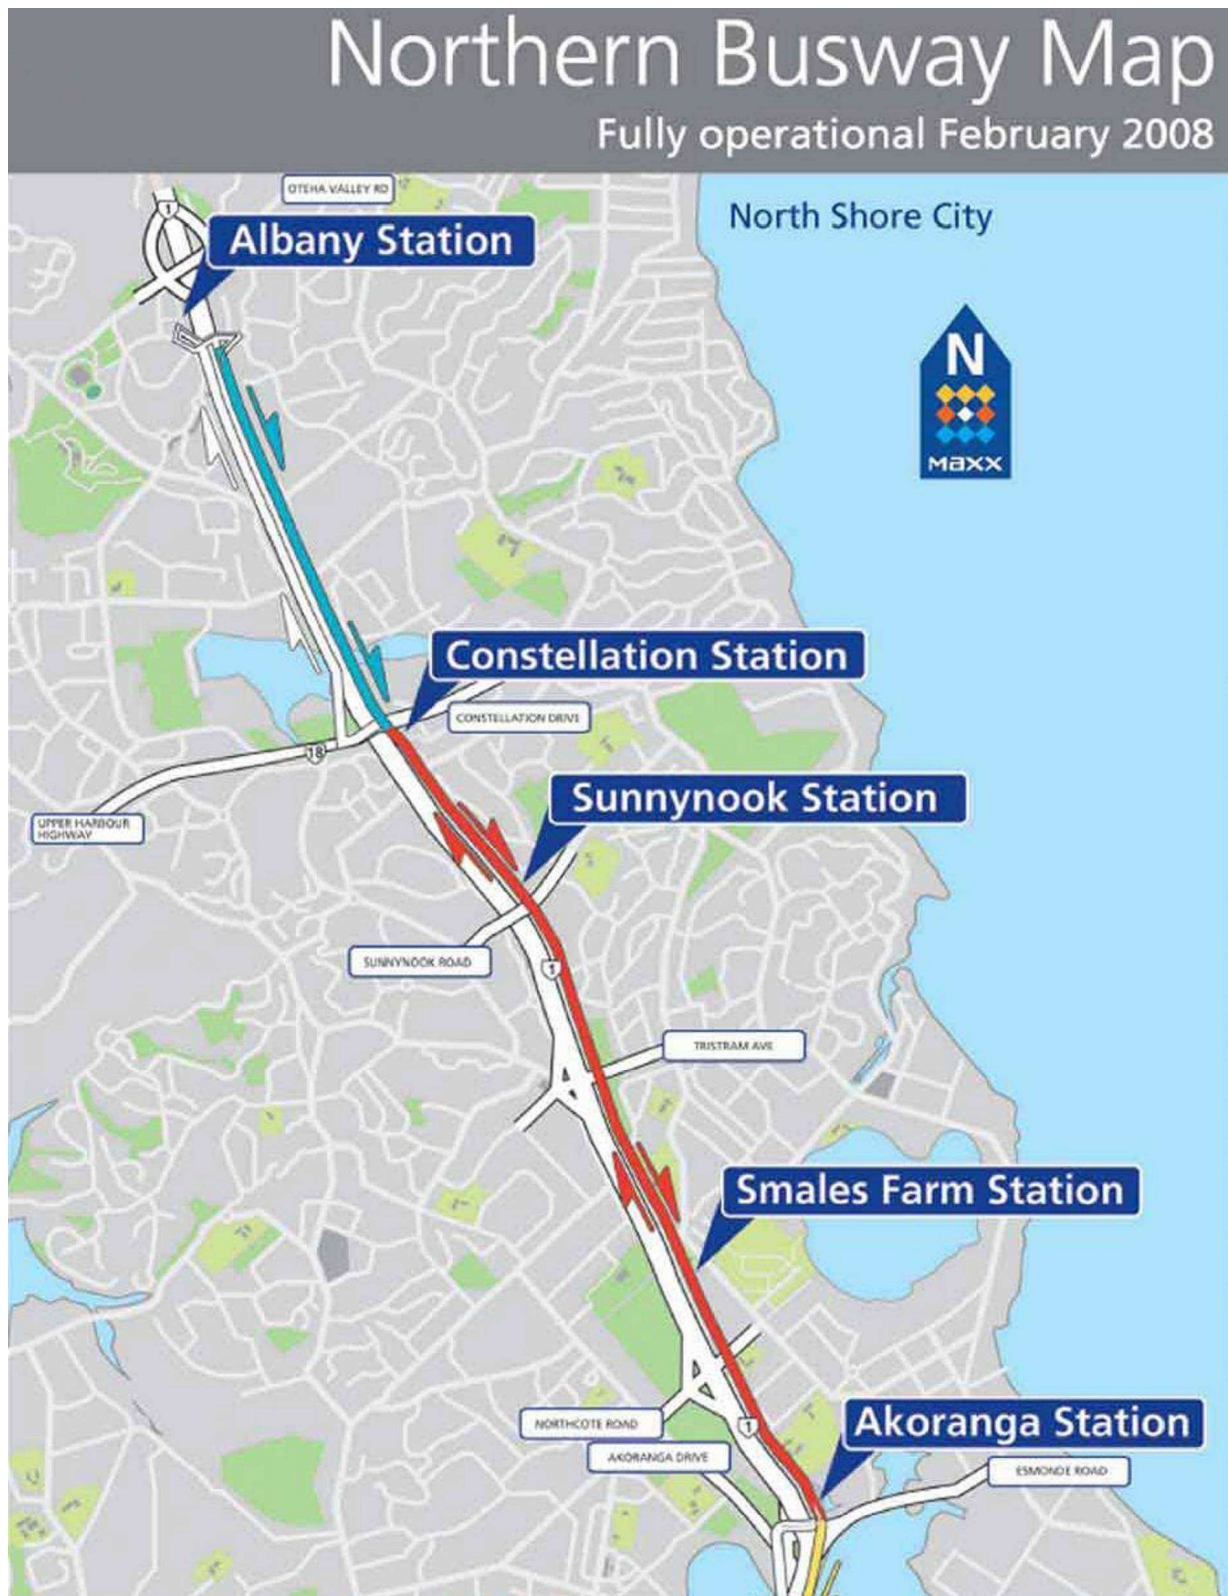 Northern Busway Map
Fully operational February 2008
OTEHA VALLEY RD
1
Albany Station
North Shore City
N
maxx
Constellation Station
CONSTELLATION DRIVE
18
Sunnynook Station
UPPER HARBOUR
HIGHWAY
SUNNYNOOK ROAD
1
TRISTRAM AVE
Smales Farm Station
NORTHCOTE ROAD
1
Akoranga Station
AKORANGA DRIVE
ESMONDE ROAD